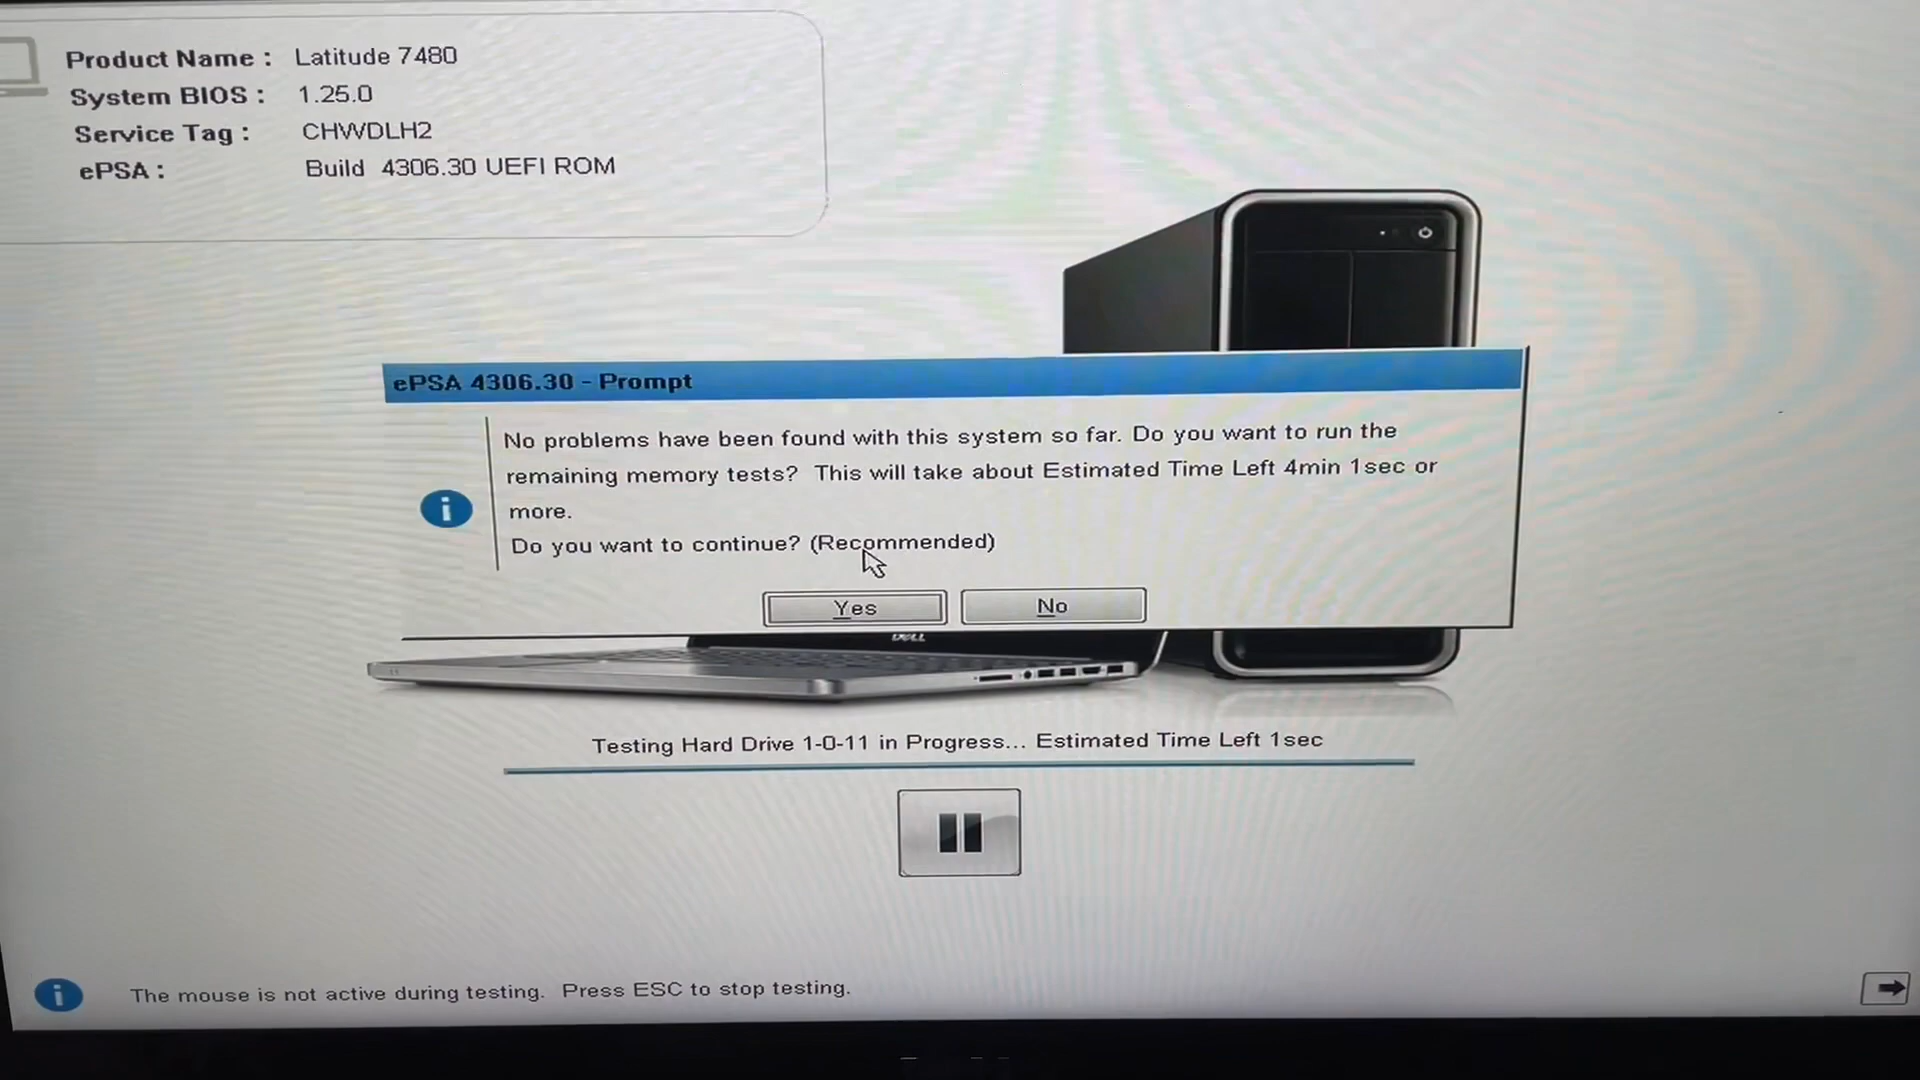 Product Name : Latitude 7480
System BIOS : 1.25.0
Service Tag : CHWDLH2
ePSA : Build 4306.30 UEFI ROM
ePSA 4306.30 - Prompt
No problems have been found with this system so far. Do you want to run the
remaining memory tests? This will take about Estimated Time Left 4min 1sec or
more.
Do you want to continue? (Recommended)
Yes No
DELL
Testing Hard Drive 1-0-11 in Progress... Estimated Time Left 1sec
The mouse is not active during testing. Press ESC to stop testing.